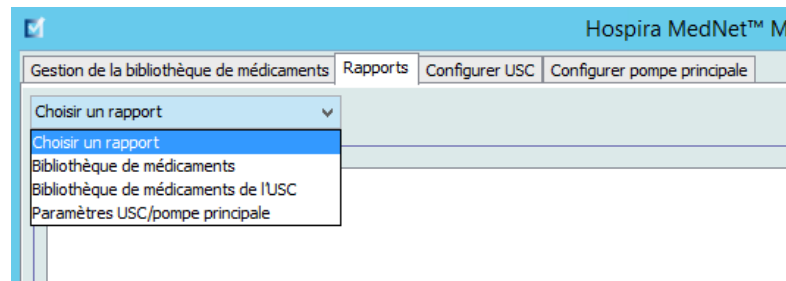 Hospira MedNet™ M
Gestion de la bibliothèque de médicaments Rapports Configurer USC Configurer pompe principale
Choisir un rapport
Choisir un rapport
Bibliothèque de médicaments
Bibliothèque de médicaments de l'USC
Paramètres USC/pompe principale